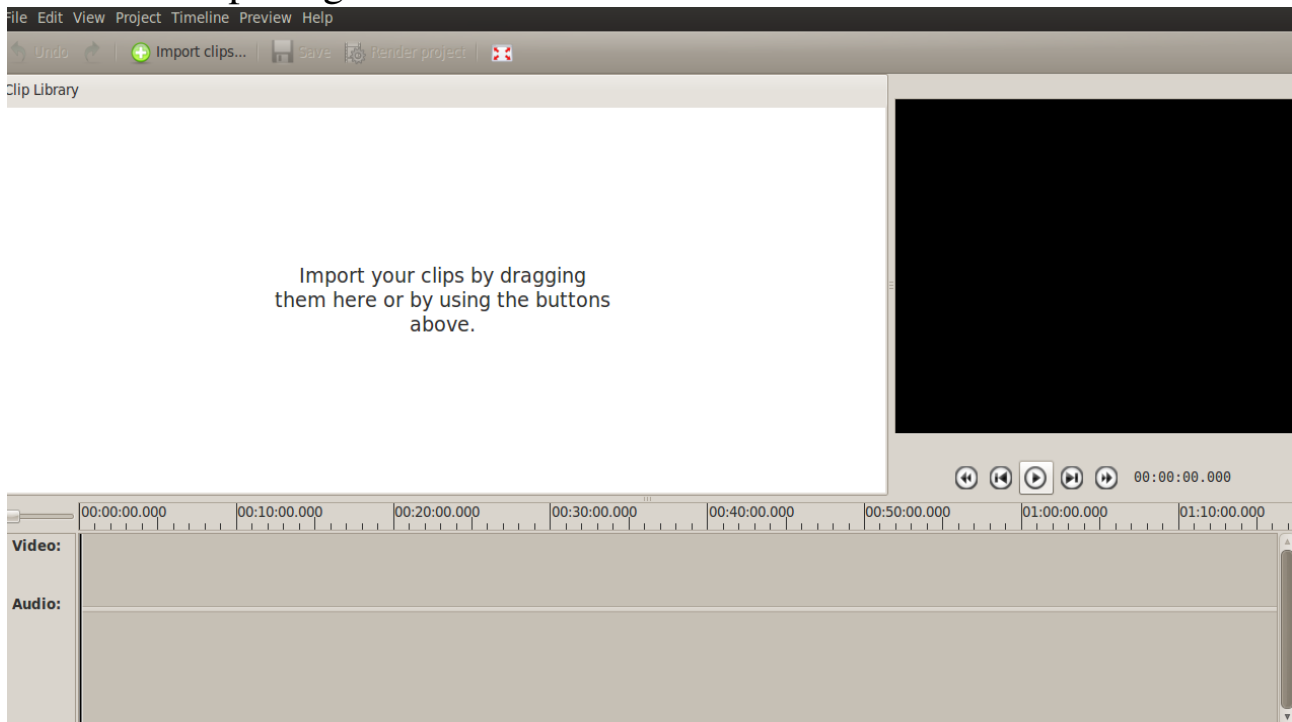 File Edit View Project Timeline Preview Help
Undo Import clips... Save Render project
Clip Library
Import your clips by dragging
them here or by using the buttons
above.
00:00:00.000
00:00:00.000 00:10:00.000 00:20:00.000 00:30:00.000 00:40:00.000 00:50:00.000 01:00:00.000 01:10:00.000
Video:
Audio: